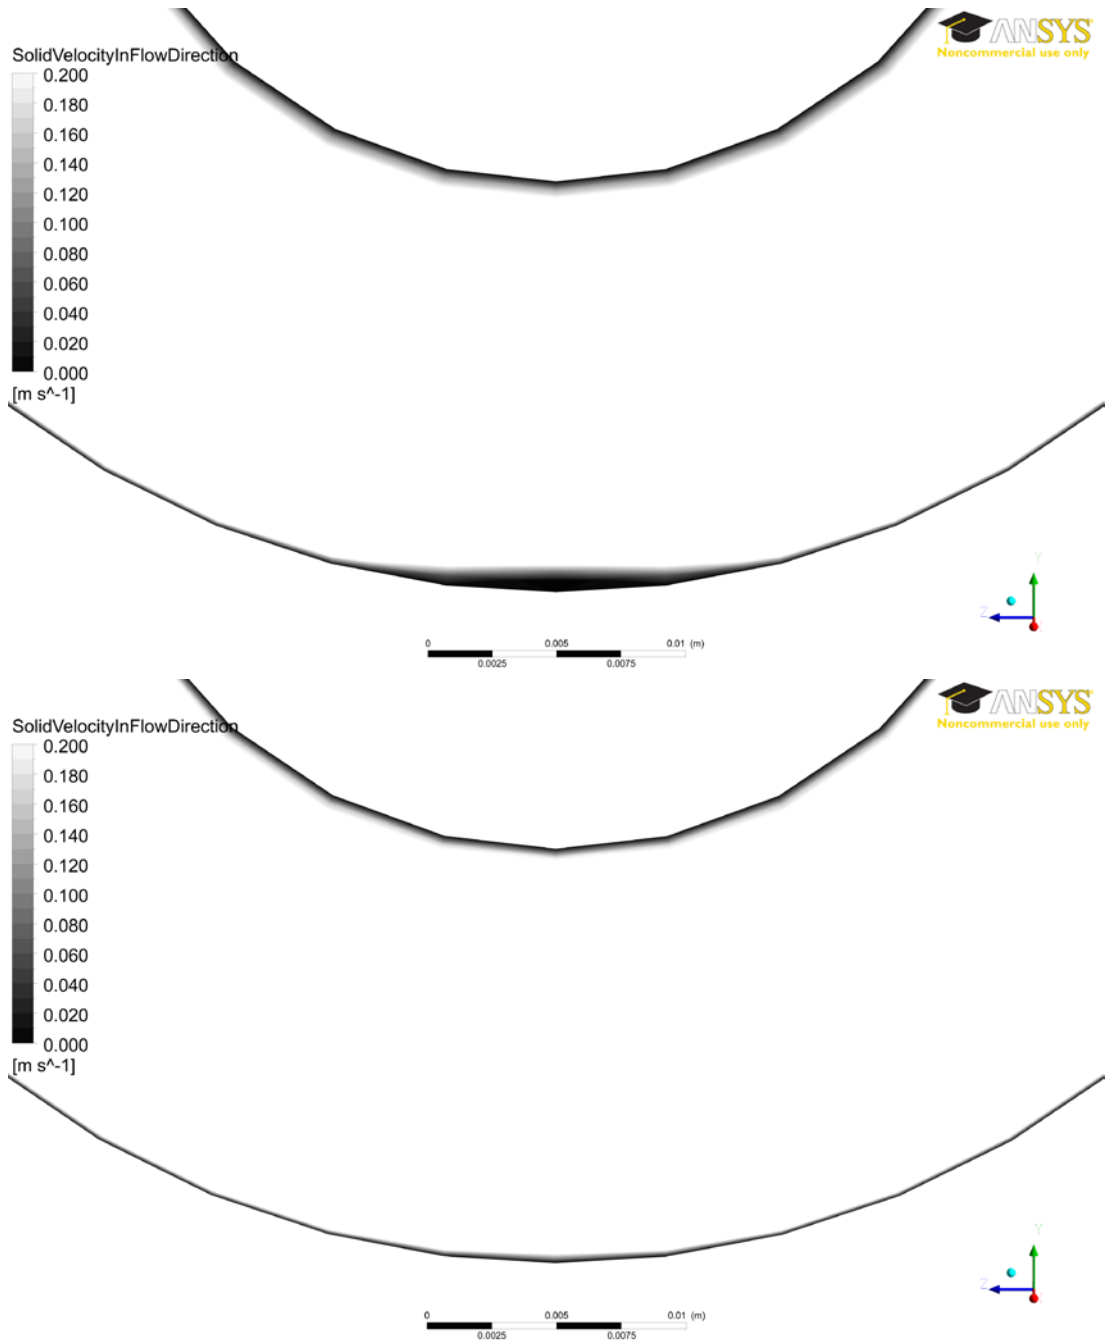 ANSYS
Noncommercial use only
SolidVelocityInFlowDirection
0.200
0.180
0.160
0.140
0.120
0.100
0.080
0.060
0.040
0.020
0.000
[m s^-1]
Y
Z
0 0.005 0.01 (m)
0.0025 0.0075
ANSYS
Noncommercial use only
SolidVelocityInFlowDirection
0.200
0.180
0.160
0.140
0.120
0.100
0.080
0.060
0.040
0.020
0.000
[m s^-1]
Y
Z
0 0.005 0.01 (m)
0.0025 0.0075